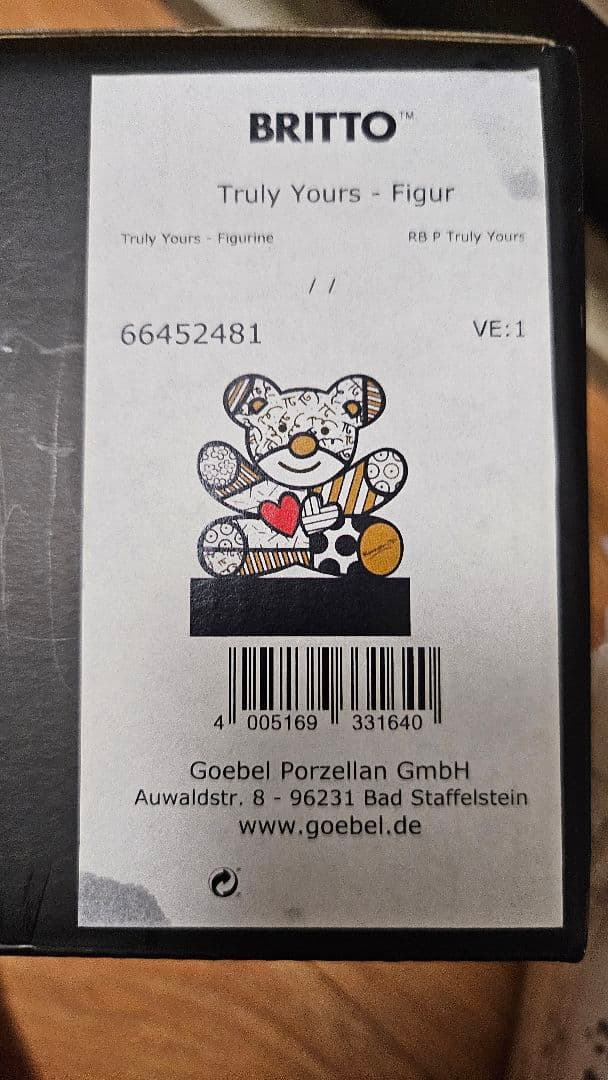 BRITTO™
Truly Yours - Figur
Truly Yours - Figurine RB P Truly Yours
/ /
66452481 VE:1
4 005169 331640
Goebel Porzellan GmbH
Auwaldstr. 8 - 96231 Bad Staffelstein
www.goebel.de